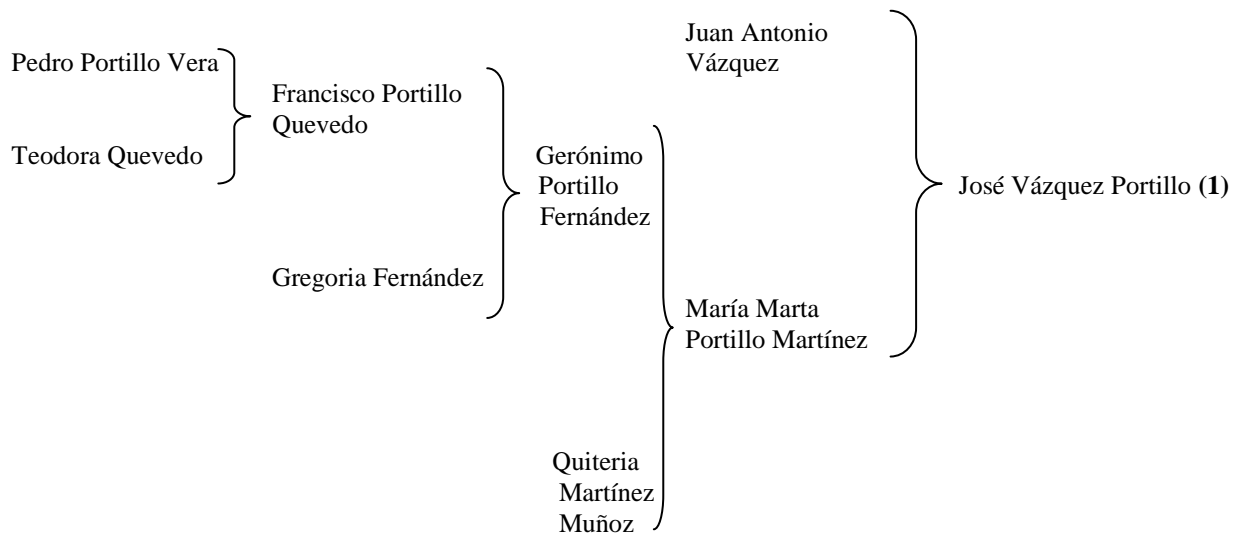 Pedro Portillo Vera
Teodora Quevedo
Francisco Portillo
Quevedo
Gregoria Fernández
Gerónimo
Portillo
Fernández
Quiteria
Martínez
Muñoz
Juan Antonio
Vázquez
María Marta
Portillo Martínez
José Vázquez Portillo (1)